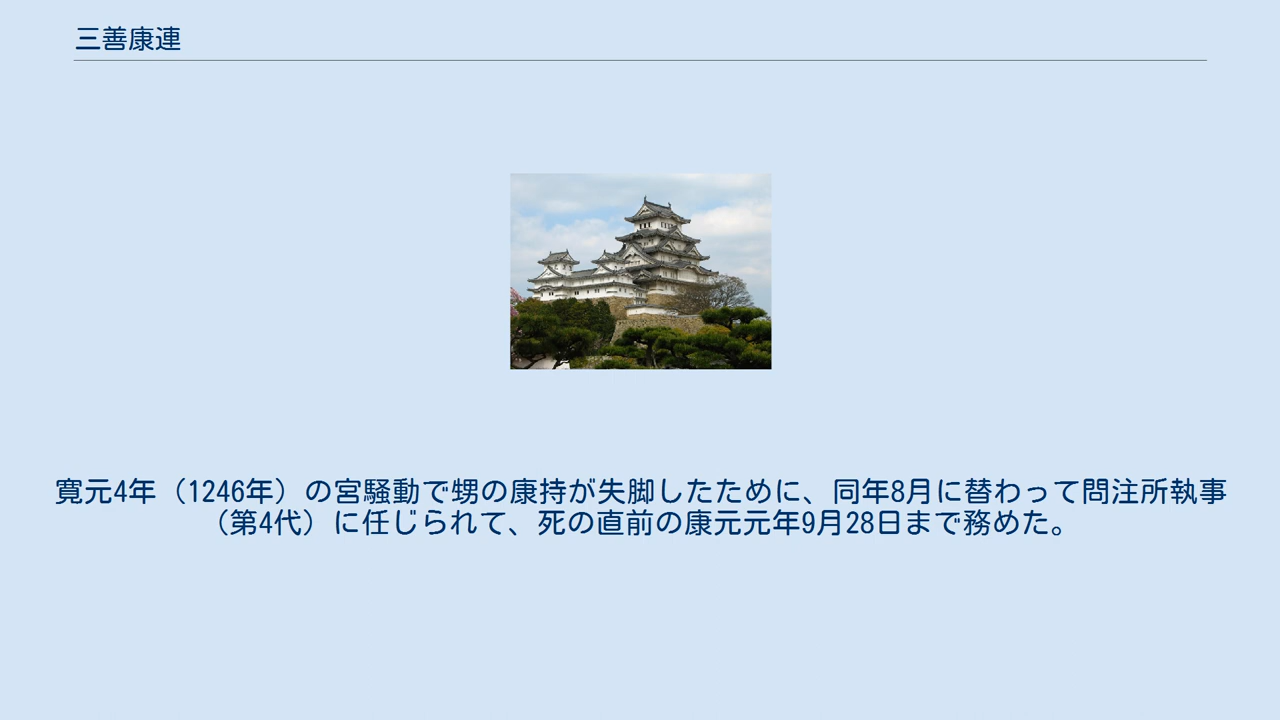 三善康連
寛元4年（1246年）の宮騒動で甥の康持が失脚したために、同年8月に替わって問注所執事
（第4代）に任じられて、死の直前の康元元年9月28日まで務めた。